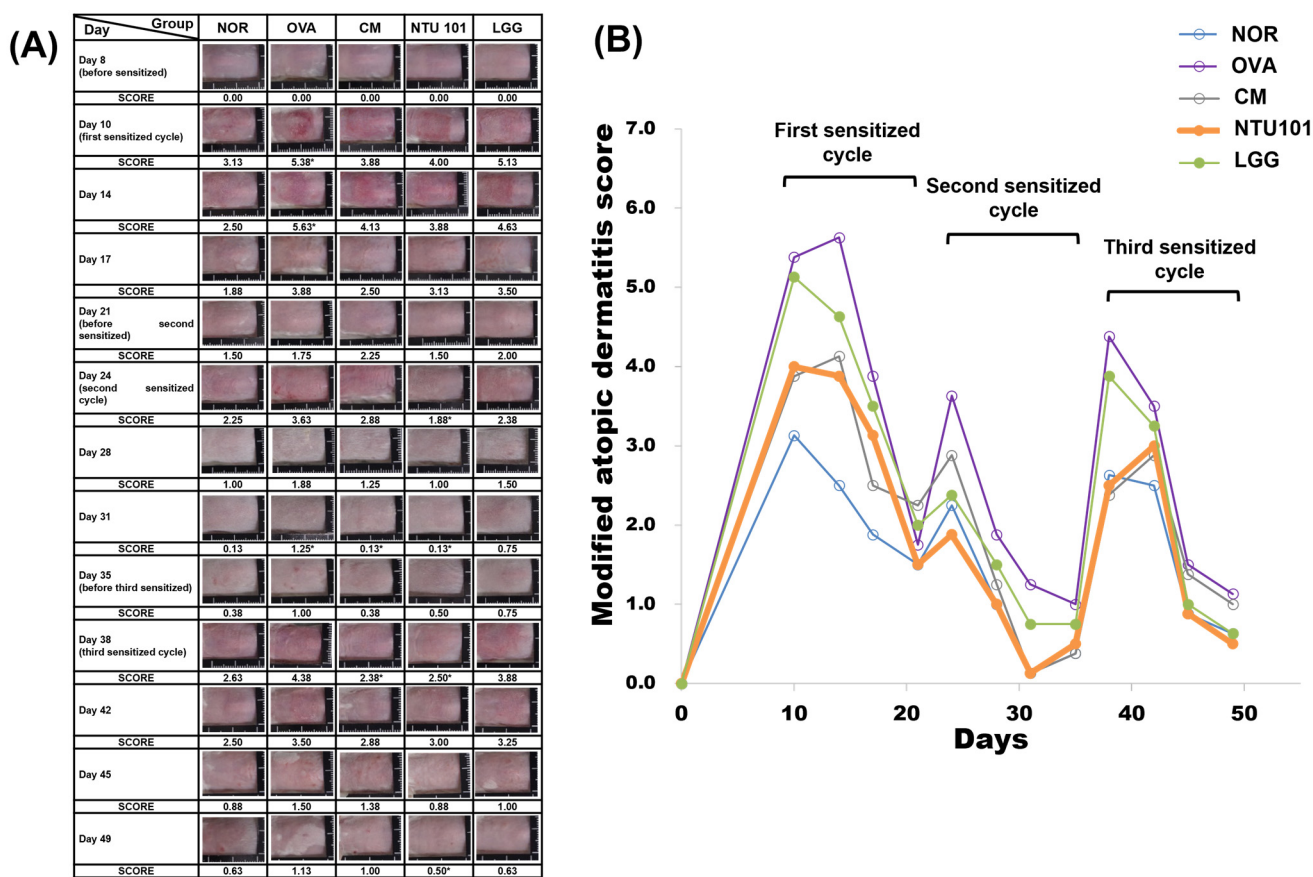 (A)
Group
Day
NOR OVA CM NTU 101 LGG
Day 8
(before sensitized)
SCORE 0.00 0.00 0.00 0.00 0.00
Day 10
(first sensitized cycle)
SCORE 3.13 5.38* 3.88 4.00 5.13
Day 14
SCORE 2.50 5.63* 4.13 3.88 4.63
Day 17
SCORE 1.88 3.88 2.50 3.13 3.50
Day 21
(before second
sensitized)
SCORE 1.50 1.75 2.25 1.50 2.00
Day 24
(second sensitized
cycle)
SCORE 2.25 3.63 2.88 1.88* 2.38
Day 28
SCORE 1.00 1.88 1.25 1.00 1.50
Day 31
SCORE 0.13 1.25* 0.13* 0.13* 0.75
Day 35
(before third sensitized)
SCORE 0.38 1.00 0.38 0.50 0.75
Day 38
(third sensitized cycle)
SCORE 2.63 4.38 2.38* 2.50* 3.88
Day 42
SCORE 2.50 3.50 2.88 3.00 3.25
Day 45
SCORE 0.88 1.50 1.38 0.88 1.00
Day 49
SCORE 0.63 1.13 1.00 0.50* 0.63
(B)
NOR
OVA
CM
NTU101
LGG
First sensitized
cycle
Second sensitized
cycle
Third sensitized
cycle
Modified atopic dermatitis score
7.0
6.0
5.0
4.0
3.0
2.0
1.0
0.0
0 10 20 30 40 50
Days